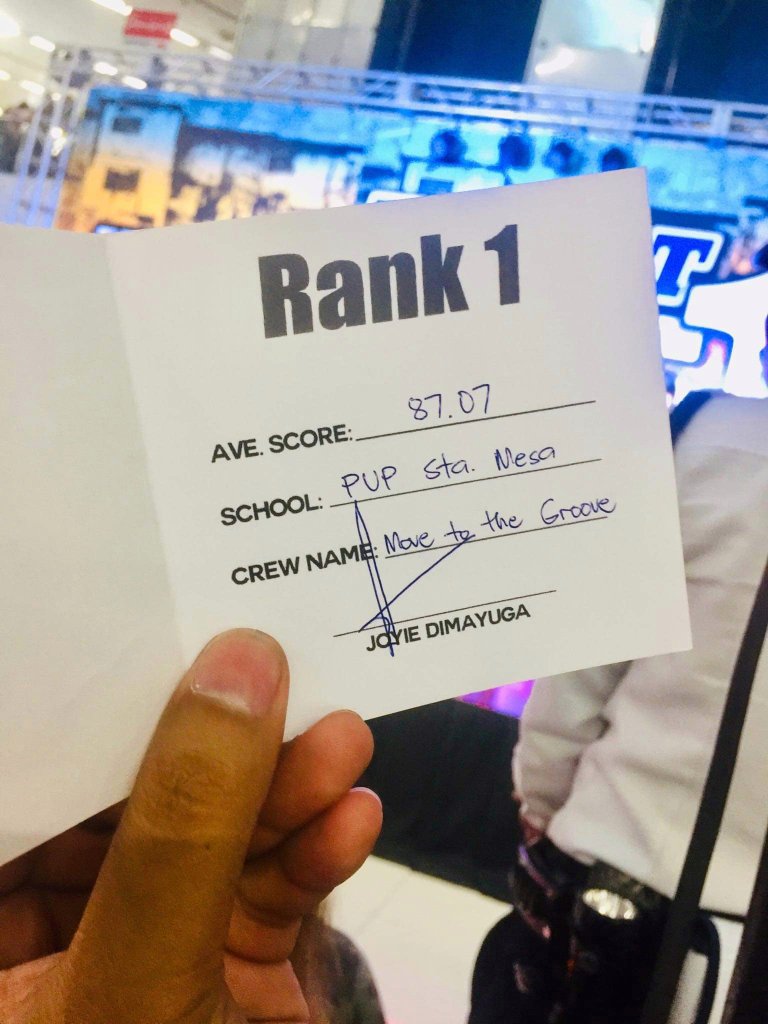 Rank 1
AVE. SCORE: 87.07
SCHOOL: PUP Sta. Mesa
CREW NAME: Move to the Groove
JOYIE DIMAYUGA